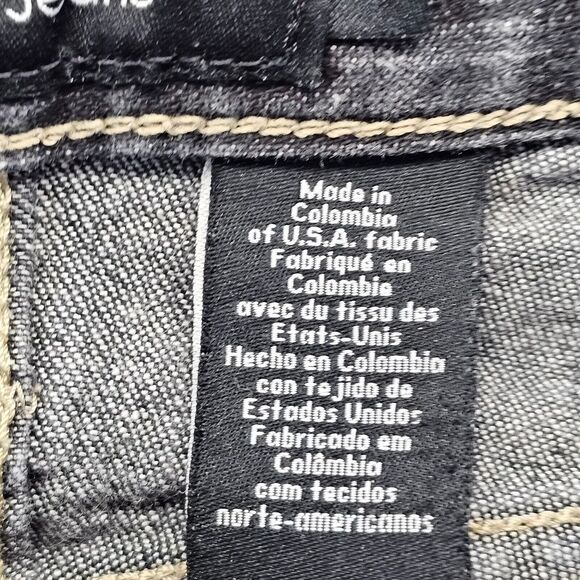 Jeans
Made in
Colombia
of U.S.A. fabric
Fabriqué en
Colombie
avec du tissu des
Etats-Unis
Hecho en Colombia
con tejido de
Estados Unidos
Fabricado em
Colômbia
com tecidos
norte-americanos